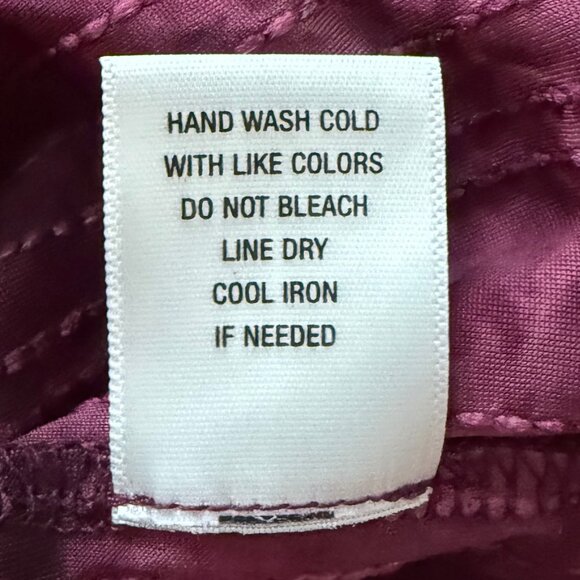 HAND WASH COLD
WITH LIKE COLORS
DO NOT BLEACH
LINE DRY
COOL IRON
IF NEEDED